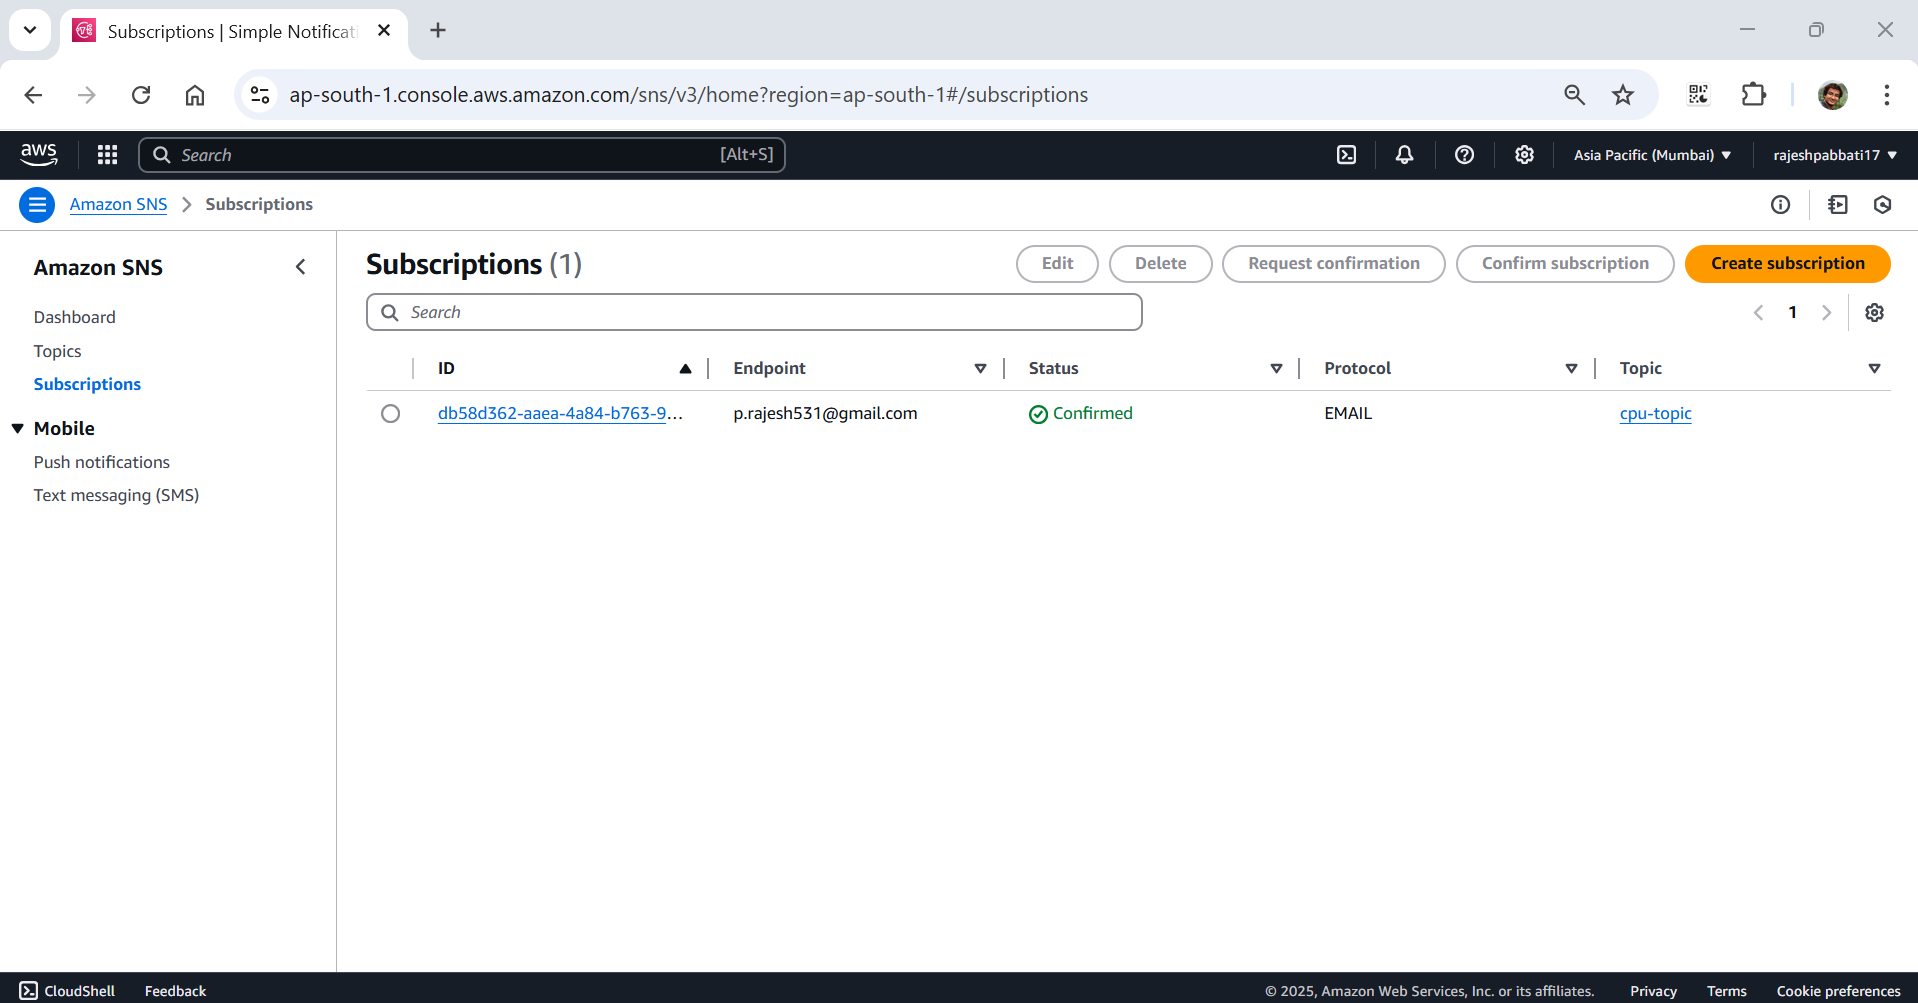 Subscriptions | Simple Notificati
ap-south-1.console.aws.amazon.com/sns/v3/home?region=ap-south-1#/subscriptions
aws
Search [Alt+S]
Asia Pacific (Mumbai)
rajeshpabbati17
Amazon SNS
Subscriptions
Amazon SNS
Dashboard
Topics
Subscriptions
Mobile
Push notifications
Text messaging (SMS)
Subscriptions (1)
Edit
Delete
Request confirmation
Confirm subscription
Create subscription
Search
1
ID Endpoint Status Protocol Topic
db58d362-aaea-4a84-b763-9... p.rajesh531@gmail.com Confirmed EMAIL cpu-topic
CloudShell
Feedback
© 2025, Amazon Web Services, Inc. or its affiliates.
Privacy
Terms
Cookie preferences